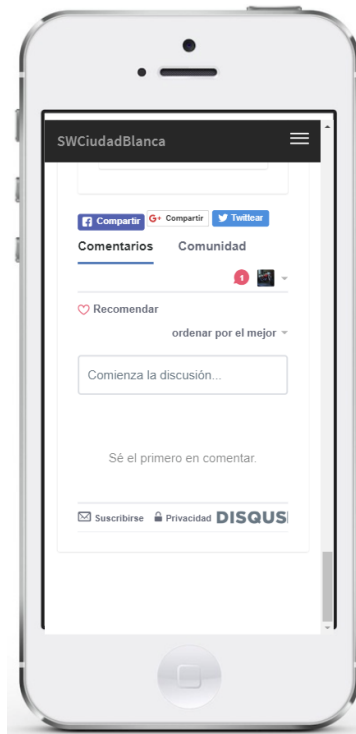 SWCiudadBlanca
Compartir G+ Compartir Twittear
Comentarios Comunidad
1
Recomendar
ordenar por el mejor
Comienza la discusión...
Sé el primero en comentar.
Suscribirse Privacidad DISQUS